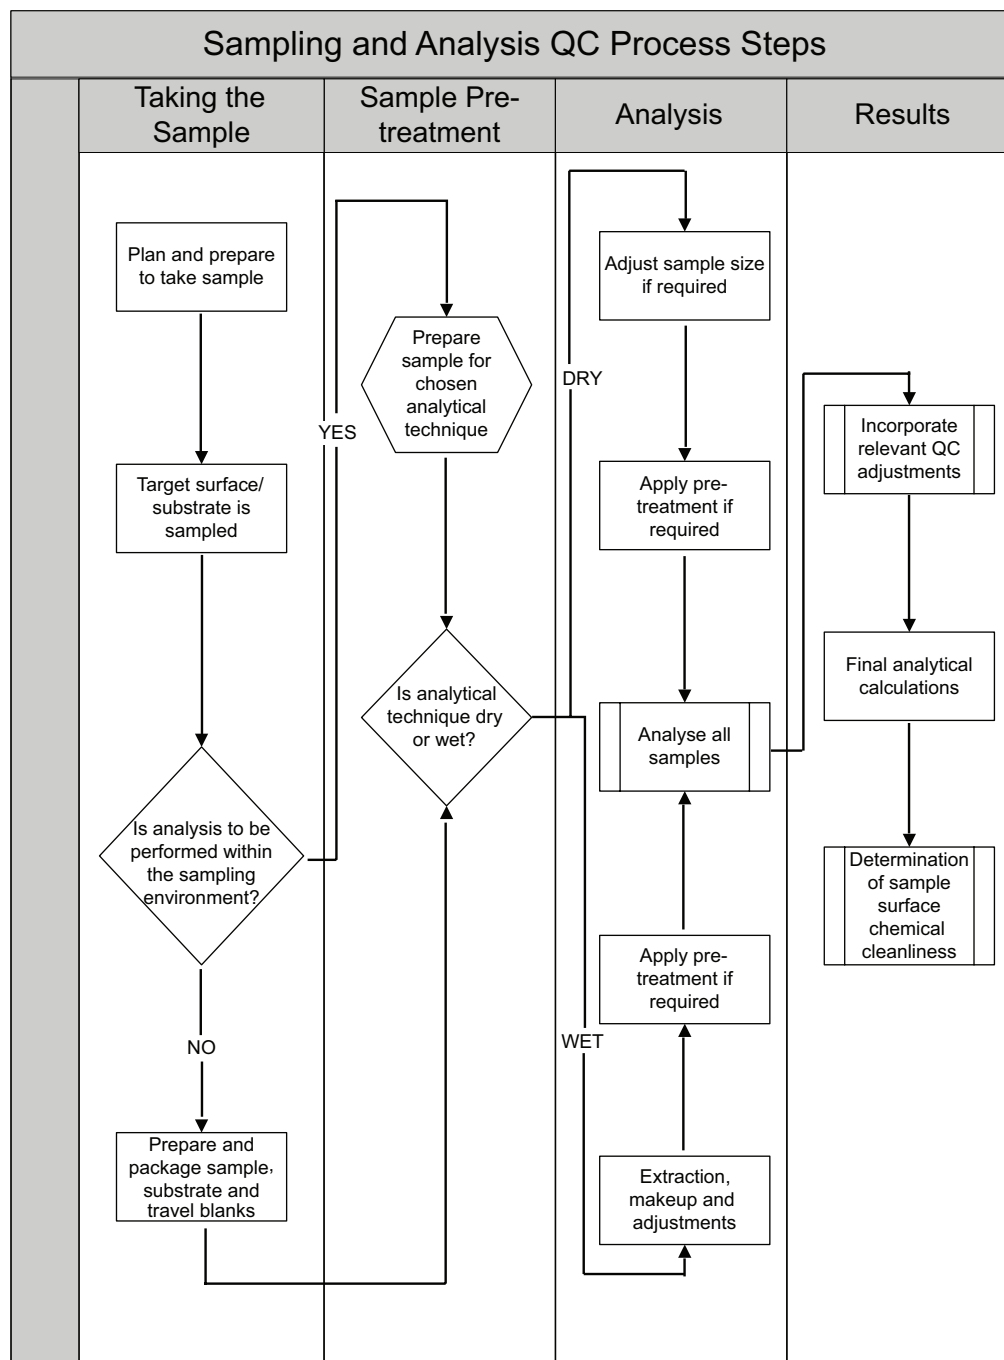 Sampling and Analysis QC Process Steps
Taking the
Sample
Sample Pre-
treatment
Analysis
Results
Plan and prepare
to take sample
Target surface/
substrate is
sampled
Is analysis to be
performed within
the sampling
environment?
NO
Prepare and
package sample,
substrate and
travel blanks
YES
Prepare
sample for
chosen
analytical
technique
Is analytical
technique dry
or wet?
DRY
WET
Adjust sample size
if required
Apply pre-
treatment if
required
Analyse all
samples
Apply pre-
treatment if
required
Extraction,
makeup and
adjustments
Incorporate
relevant QC
adjustments
Final analytical
calculations
Determination
of sample
surface
chemical
cleanliness